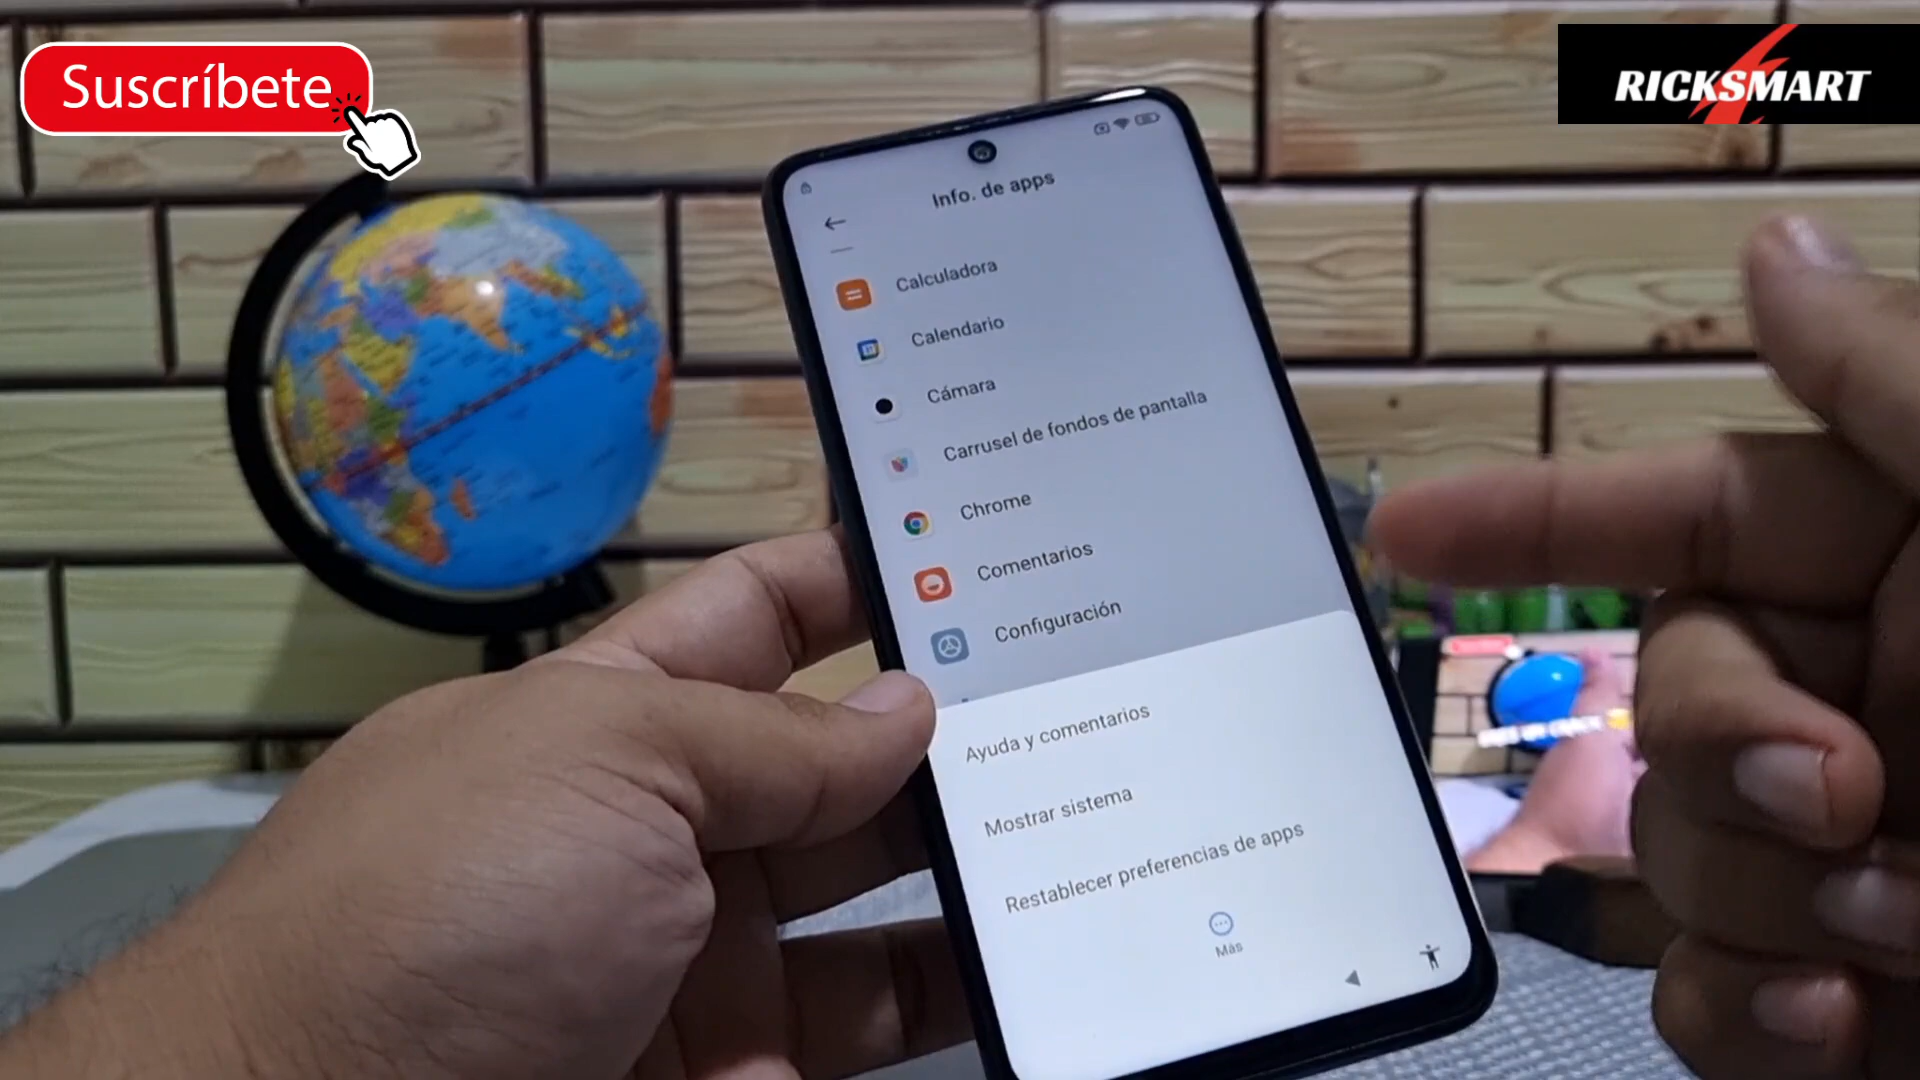 Suscríbete
RICKSMART
Info. de apps
Calculadora
Calendario
Cámara
Carrusel de fondos de pantalla
Chrome
Comentarios
Configuración
Ayuda y comentarios
Mostrar sistema
Restablecer preferencias de apps
Más